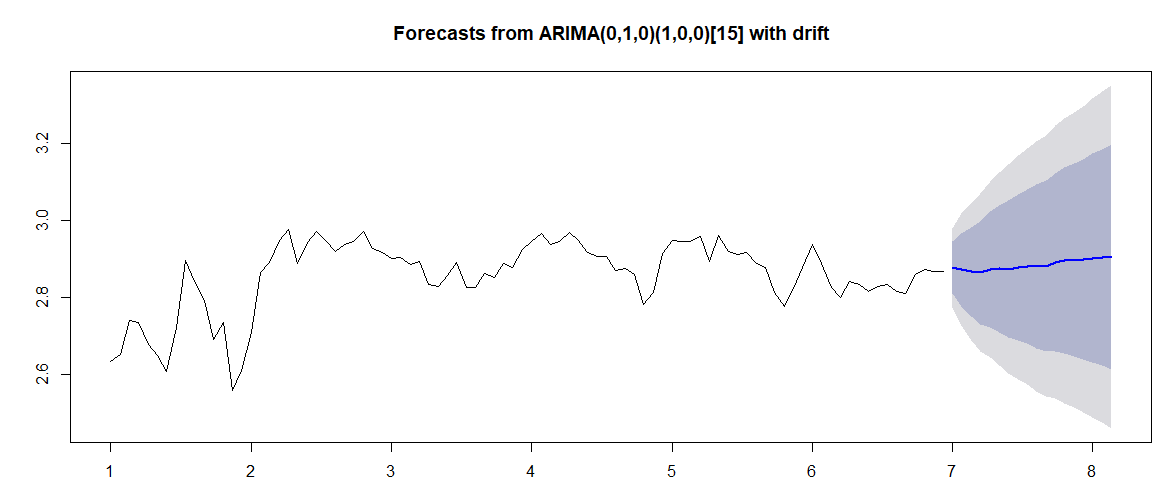 Forecasts from ARIMA(0,1,0)(1,0,0)[15] with drift
3.2
3.0
2.8
2.6
1 2 3 4 5 6 7 8